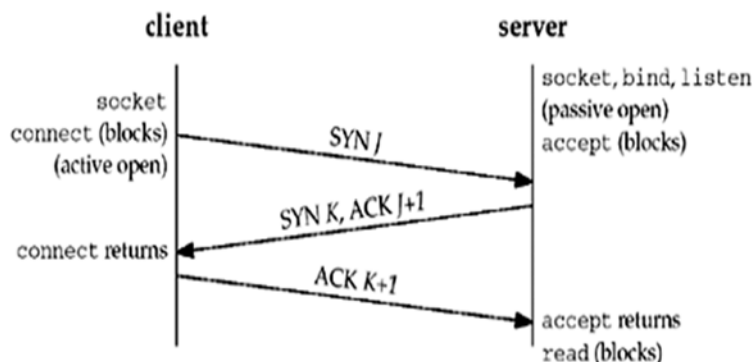 client
server
socket
connect (blocks)
(active open)
socket, bind, listen
(passive open)
accept (blocks)
SYN J
SYN K, ACK J+1
connect returns
ACK K+1
accept returns
read (blocks)